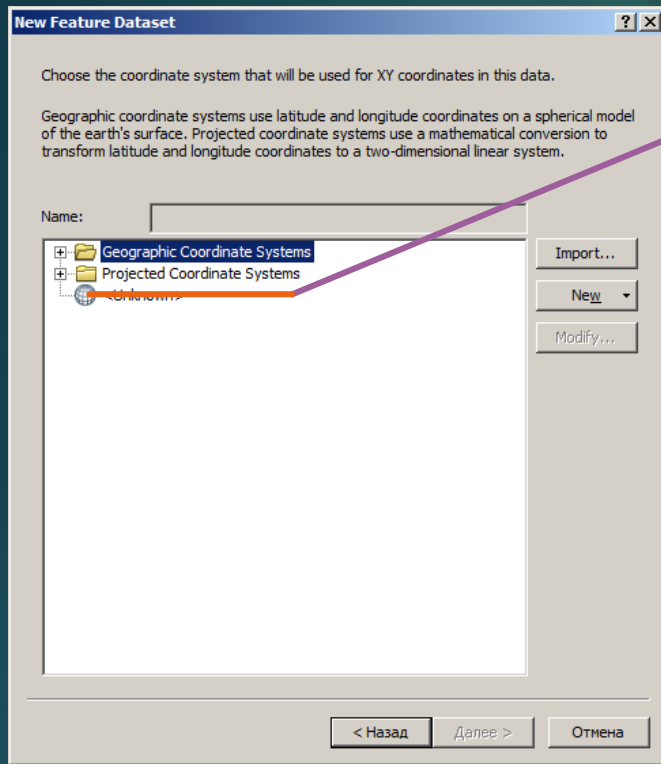 New Feature Dataset
Choose the coordinate system that will be used for XY coordinates in this data.
Geographic coordinate systems use latitude and longitude coordinates on a spherical model
of the earth's surface. Projected coordinate systems use a mathematical conversion to
transform latitude and longitude coordinates to a two-dimensional linear system.
Name:
Geographic Coordinate Systems
Projected Coordinate Systems
<Unknown>
Import...
New
Modify...
< Назад
Далее >
Отмена